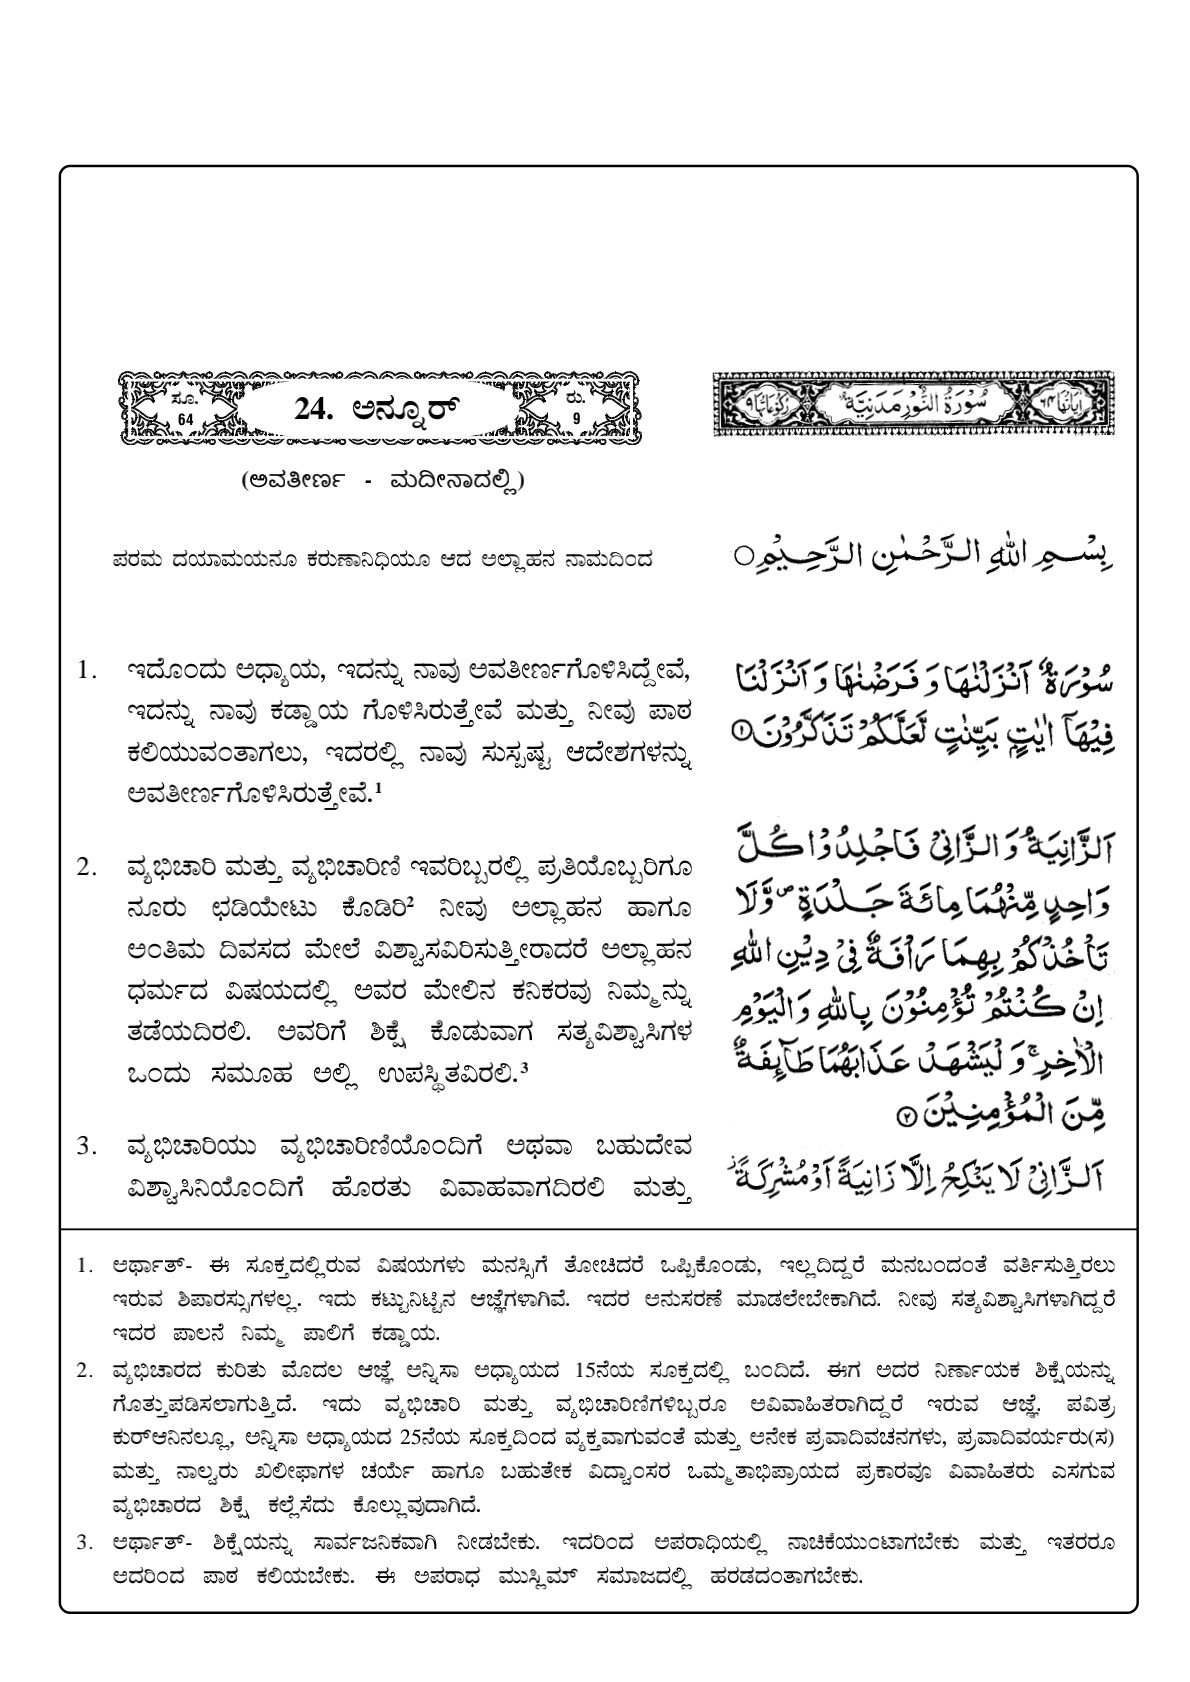 ಸೂ.
64
24. ಅನ್ನೂರ್
ರು.
9
(ಅವತೀರ್ಣ - ಮದೀನಾದಲ್ಲಿ)
ಪರಮ ದಯಾಮಯನೂ ಕರುಣಾನಿಧಿಯೂ ಆದ ಅಲ್ಲಾಹನ ನಾಮದಿಂದ
1. ಇದೊಂದು ಅಧ್ಯಾಯ, ಇದನ್ನು ನಾವು ಅವತೀರ್ಣಗೊಳಿಸಿದ್ದೇವೆ,
ಇದನ್ನು ನಾವು ಕಡ್ಡಾಯ ಗೊಳಿಸಿರುತ್ತೇವೆ ಮತ್ತು ನೀವು ಪಾಠ
ಕಲಿಯುವಂತಾಗಲು, ಇದರಲ್ಲಿ ನಾವು ಸುಸ್ಪಷ್ಟ ಆದೇಶಗಳನ್ನು
ಅವತೀರ್ಣಗೊಳಿಸಿರುತ್ತೇವೆ.¹
2. ವ್ಯಭಿಚಾರಿ ಮತ್ತು ವ್ಯಭಿಚಾರಿಣಿ ಇವರಿಬ್ಬರಲ್ಲಿ ಪ್ರತಿಯೊಬ್ಬರಿಗೂ
ನೂರು ಛಡಿಯೇಟು ಕೊಡಿರಿ² ನೀವು ಅಲ್ಲಾಹನ ಹಾಗೂ
ಅಂತಿಮ ದಿವಸದ ಮೇಲೆ ವಿಶ್ವಾಸವಿರಿಸುತ್ತೀರಾದರೆ ಅಲ್ಲಾಹನ
ಧರ್ಮದ ವಿಷಯದಲ್ಲಿ ಅವರ ಮೇಲಿನ ಕನಿಕರವು ನಿಮ್ಮನ್ನು
ತಡೆಯದಿರಲಿ. ಅವರಿಗೆ ಶಿಕ್ಷೆ ಕೊಡುವಾಗ ಸತ್ಯವಿಶ್ವಾಸಿಗಳ
ಒಂದು ಸಮೂಹ ಅಲ್ಲಿ ಉಪಸ್ಥಿತವಿರಲಿ.³
3. ವ್ಯಭಿಚಾರಿಯು ವ್ಯಭಿಚಾರಿಣಿಯೊಂದಿಗೆ ಅಥವಾ ಬಹುದೇವ
ವಿಶ್ವಾಸಿನಿಯೊಂದಿಗೆ ಹೊರತು ವಿವಾಹವಾಗದಿರಲಿ ಮತ್ತು
اٰیَاتُهَا ٦٤
سُوْرَةُ النُّوْرِ مَدَنِیَّةٌ
رُكُوْعَاتُهَا ٩
بِسْمِ اللّٰهِ الرَّحْمٰنِ الرَّحِیْمِ○
سُوْرَةٌ اَنْزَلْنٰهَا وَ فَرَضْنٰهَا وَ اَنْزَلْنَا
فِیْهَاۤ اٰیٰتٍۭ بَیِّنٰتٍ لَّعَلَّكُمْ تَذَكَّرُوْنَ ۝۱
اَلزَّانِیَةُ وَ الزَّانِیْ فَاجْلِدُوْا كُلَّ
وَاحِدٍ مِّنْهُمَا مِائَةَ جَلْدَةٍ ۪ وَّ لَا
تَاْخُذْكُمْ بِهِمَا رَاْفَةٌ فِیْ دِیْنِ اللّٰهِ
اِنْ كُنْتُمْ تُؤْمِنُوْنَ بِاللّٰهِ وَ الْیَوْمِ
الْاٰخِرِ ۚ وَ لْیَشْهَدْ عَذَابَهُمَا طَآئِفَةٌ
مِّنَ الْمُؤْمِنِیْنَ ۝۲
اَلزَّانِیْ لَا یَنْكِحُ اِلَّا زَانِیَةً اَوْ مُشْرِكَةً ؗ
1. ಅರ್ಥಾತ್- ಈ ಸೂಕ್ತದಲ್ಲಿರುವ ವಿಷಯಗಳು ಮನಸ್ಸಿಗೆ ತೋಚಿದರೆ ಒಪ್ಪಿಕೊಂಡು, ಇಲ್ಲದಿದ್ದರೆ ಮನಬಂದಂತೆ ವರ್ತಿಸುತ್ತಿರಲು
ಇರುವ ಶಿಫಾರಸ್ಸುಗಳಲ್ಲ. ಇದು ಕಟ್ಟುನಿಟ್ಟಿನ ಆಜ್ಞೆಗಳಾಗಿವೆ. ಇದರ ಅನುಸರಣೆ ಮಾಡಲೇಬೇಕಾಗಿದೆ. ನೀವು ಸತ್ಯವಿಶ್ವಾಸಿಗಳಾಗಿದ್ದರೆ
ಇದರ ಪಾಲನೆ ನಿಮ್ಮ ಪಾಲಿಗೆ ಕಡ್ಡಾಯ.
2. ವ್ಯಭಿಚಾರದ ಕುರಿತು ಮೊದಲ ಆಜ್ಞೆ ಅನ್ನಿಸಾ ಅಧ್ಯಾಯದ 15ನೆಯ ಸೂಕ್ತದಲ್ಲಿ ಬಂದಿದೆ. ಈಗ ಅದರ ನಿರ್ಣಾಯಕ ಶಿಕ್ಷೆಯನ್ನು
ಗೊತ್ತುಪಡಿಸಲಾಗುತ್ತಿದೆ. ಇದು ವ್ಯಭಿಚಾರಿ ಮತ್ತು ವ್ಯಭಿಚಾರಿಣಿಗಳಿಬ್ಬರೂ ಅವಿವಾಹಿತರಾಗಿದ್ದರೆ ಇರುವ ಆಜ್ಞೆ. ಪವಿತ್ರ
ಕುರ್‌ಆನಿನಲ್ಲೂ, ಅನ್ನಿಸಾ ಅಧ್ಯಾಯದ 25ನೆಯ ಸೂಕ್ತದಿಂದ ವ್ಯಕ್ತವಾಗುವಂತೆ ಮತ್ತು ಅನೇಕ ಪ್ರವಾದಿವಚನಗಳು, ಪ್ರವಾದಿವರ್ಯರು(ಸ)
ಮತ್ತು ನಾಲ್ವರು ಖಲೀಫಾಗಳ ಚರ್ಯೆ ಹಾಗೂ ಬಹುತೇಕ ವಿದ್ವಾಂಸರ ಒಮ್ಮತಾಭಿಪ್ರಾಯದ ಪ್ರಕಾರವೂ ವಿವಾಹಿತರು ಎಸಗುವ
ವ್ಯಭಿಚಾರದ ಶಿಕ್ಷೆ ಕಲ್ಲೆಸೆದು ಕೊಲ್ಲುವುದಾಗಿದೆ.
3. ಅರ್ಥಾತ್- ಶಿಕ್ಷೆಯನ್ನು ಸಾರ್ವಜನಿಕವಾಗಿ ನೀಡಬೇಕು. ಇದರಿಂದ ಅಪರಾಧಿಯಲ್ಲಿ ನಾಚಿಕೆಯುಂಟಾಗಬೇಕು ಮತ್ತು ಇತರರೂ
ಅದರಿಂದ ಪಾಠ ಕಲಿಯಬೇಕು. ಈ ಅಪರಾಧ ಮುಸ್ಲಿಮ್ ಸಮಾಜದಲ್ಲಿ ಹರಡದಂತಾಗಬೇಕು.